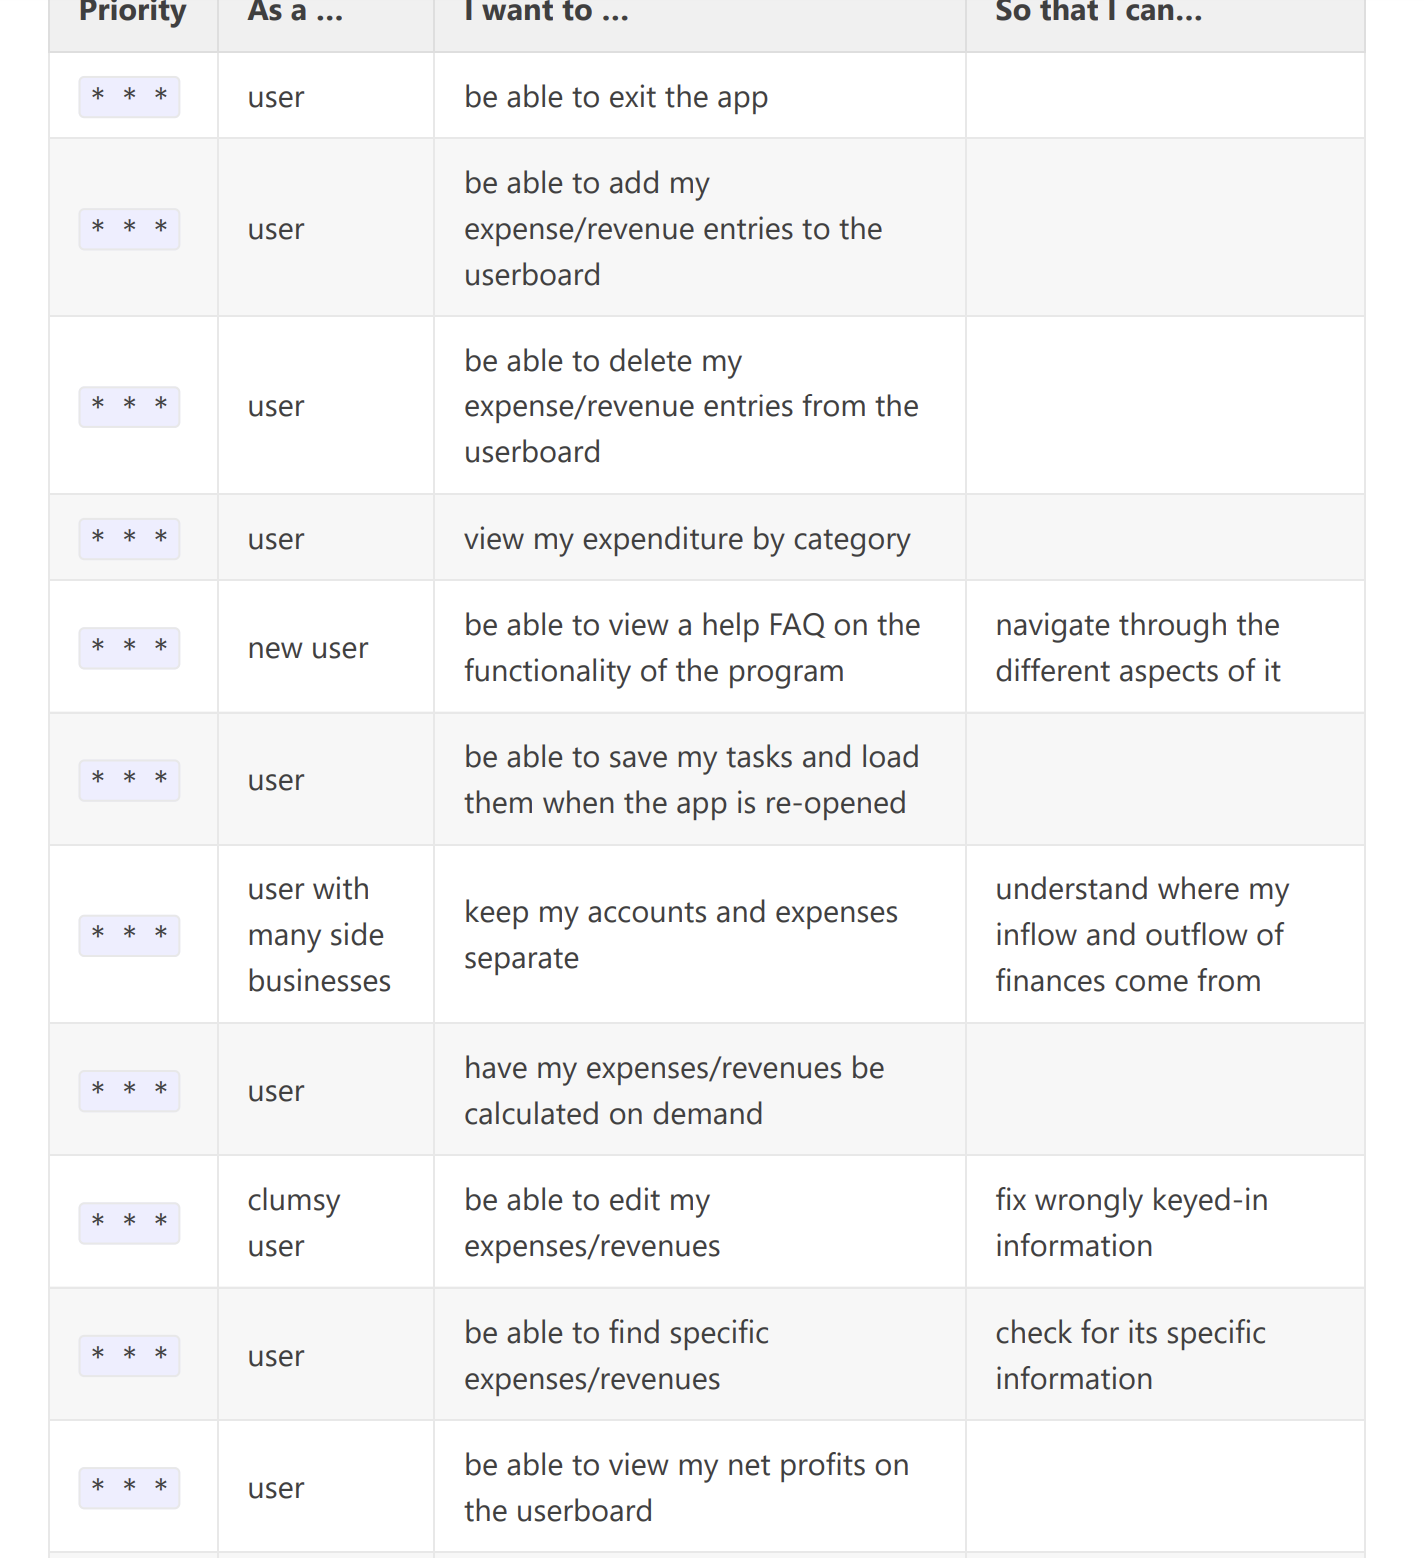 Priority As a ... I want to ... So that I can...
* * * user be able to exit the app
* * * user be able to add my
expense/revenue entries to the
userboard
* * * user be able to delete my
expense/revenue entries from the
userboard
* * * user view my expenditure by category
* * * new user be able to view a help FAQ on the
functionality of the program
navigate through the
different aspects of it
* * * user be able to save my tasks and load
them when the app is re-opened
* * * user with
many side
businesses
keep my accounts and expenses
separate
understand where my
inflow and outflow of
finances come from
* * * user have my expenses/revenues be
calculated on demand
* * * clumsy
user
be able to edit my
expenses/revenues
fix wrongly keyed-in
information
* * * user be able to find specific
expenses/revenues
check for its specific
information
* * * user be able to view my net profits on
the userboard